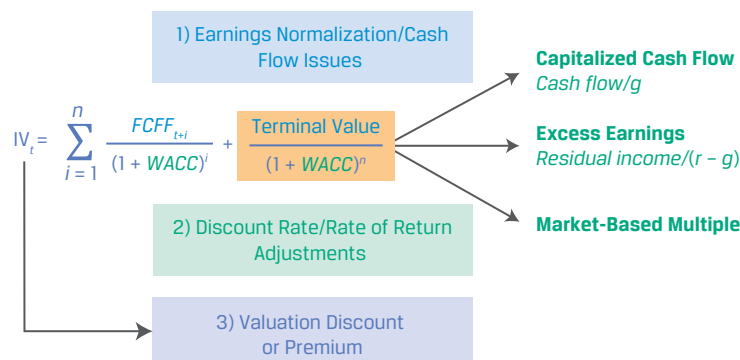 1) Earnings Normalization/Cash
Flow Issues
Capitalized Cash Flow
Cash flow/g
IVₜ = ∑ᵢ₌₁ⁿ FCFFₜ₊ᵢ / (1 + WACC)ⁱ + Terminal Value / (1 + WACC)ⁿ
Excess Earnings
Residual income/(r – g)
2) Discount Rate/Rate of Return
Adjustments
Market-Based Multiple
3) Valuation Discount
or Premium